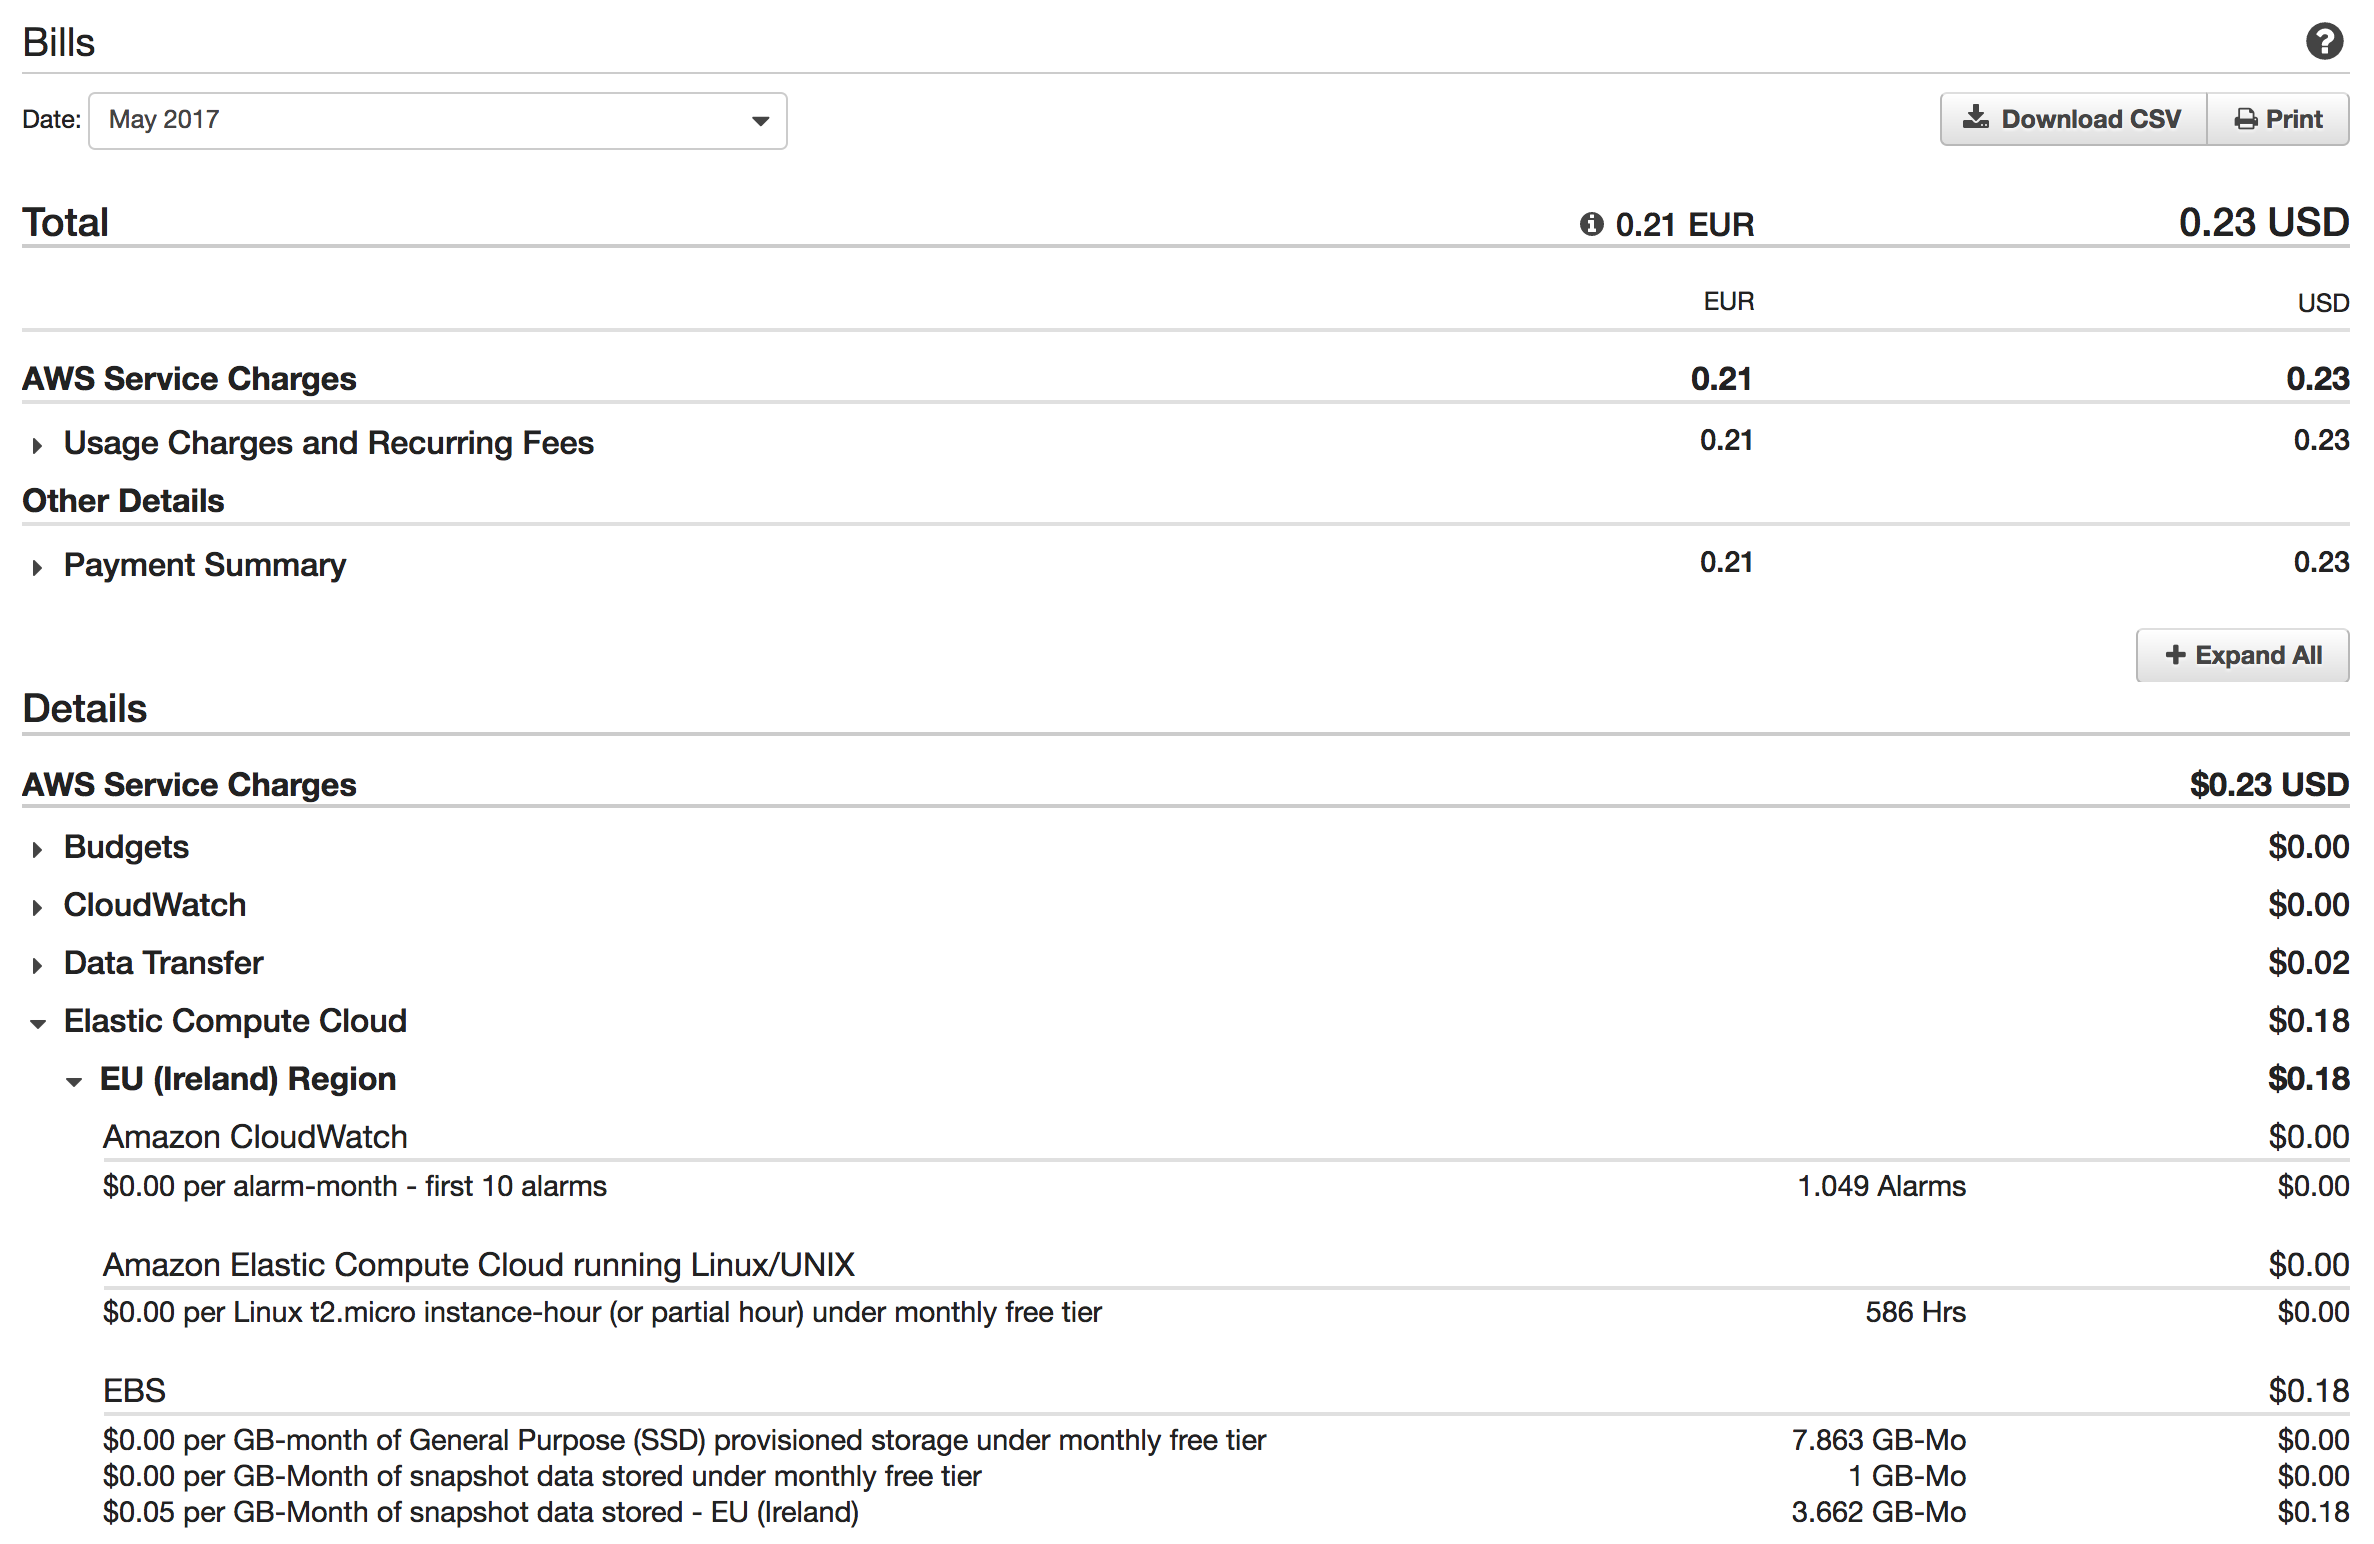 Bills
Date: May 2017 Download CSV Print
Total 0.21 EUR 0.23 USD
EUR USD
AWS Service Charges 0.21 0.23
Usage Charges and Recurring Fees 0.21 0.23
Other Details
Payment Summary 0.21 0.23
Expand All
Details
AWS Service Charges $0.23 USD
Budgets $0.00
CloudWatch $0.00
Data Transfer $0.02
Elastic Compute Cloud $0.18
EU (Ireland) Region $0.18
Amazon CloudWatch $0.00
$0.00 per alarm-month - first 10 alarms 1.049 Alarms $0.00
Amazon Elastic Compute Cloud running Linux/UNIX $0.00
$0.00 per Linux t2.micro instance-hour (or partial hour) under monthly free tier 586 Hrs $0.00
EBS $0.18
$0.00 per GB-month of General Purpose (SSD) provisioned storage under monthly free tier 7.863 GB-Mo $0.00
$0.00 per GB-Month of snapshot data stored under monthly free tier 1 GB-Mo $0.00
$0.05 per GB-Month of snapshot data stored - EU (Ireland) 3.662 GB-Mo $0.18